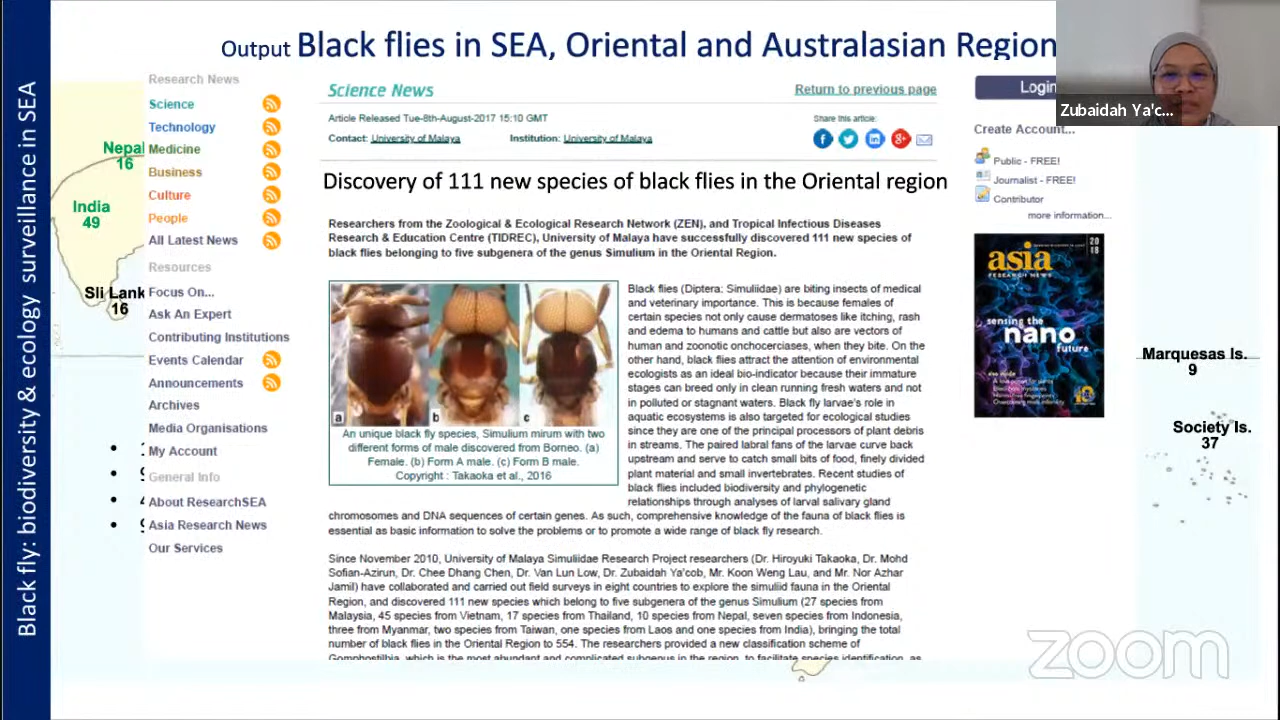 Output Black flies in SEA, Oriental and Australasian Region
Black fly: biodiversity & ecology surveillance in SEA
Zubaidah Ya'c...
Nepal
16
India
49
Sli Lank
16
Research News
Science
Technology
Medicine
Business
Culture
People
All Latest News
Resources
Focus On...
Ask An Expert
Contributing Institutions
Events Calendar
Announcements
Archives
Media Organisations
My Account
General Info
About ResearchSEA
Asia Research News
Our Services
Science News
Return to previous page
Article Released Tue-8th-August-2017 15:10 GMT
Contact: University of Malaya Institution: University of Malaya
Share this article:
Discovery of 111 new species of black flies in the Oriental region
Researchers from the Zoological & Ecological Research Network (ZEN), and Tropical Infectious Diseases
Research & Education Centre (TIDREC), University of Malaya have successfully discovered 111 new species of
black flies belonging to five subgenera of the genus Simulium in the Oriental Region.
a b c
An unique black fly species, Simulium mirum with two
different forms of male discovered from Borneo. (a)
Female. (b) Form A male. (c) Form B male.
Copyright : Takaoka et al., 2016
Black flies (Diptera: Simuliidae) are biting insects of medical
and veterinary importance. This is because females of
certain species not only cause dermatoses like itching, rash
and edema to humans and cattle but also are vectors of
human and zoonotic onchocerciases, when they bite. On the
other hand, black flies attract the attention of environmental
ecologists as an ideal bio-indicator because their immature
stages can breed only in clean running fresh waters and not
in polluted or stagnant waters. Black fly larvae's role in
aquatic ecosystems is also targeted for ecological studies
since they are one of the principal processors of plant debris
in streams. The paired labral fans of the larvae curve back
upstream and serve to catch small bits of food, finely divided
plant material and small invertebrates. Recent studies of
black flies included biodiversity and phylogenetic
relationships through analyses of larval salivary gland
chromosomes and DNA sequences of certain genes. As such, comprehensive knowledge of the fauna of black flies is
essential as basic information to solve the problems or to promote a wide range of black fly research.
Since November 2010, University of Malaya Simuliidae Research Project researchers (Dr. Hiroyuki Takaoka, Dr. Mohd
Sofian-Azirun, Dr. Chee Dhang Chen, Dr. Van Lun Low, Dr. Zubaidah Ya'cob, Mr. Koon Weng Lau, and Mr. Nor Azhar
Jamil) have collaborated and carried out field surveys in eight countries to explore the simuliid fauna in the Oriental
Region, and discovered 111 new species which belong to five subgenera of the genus Simulium (27 species from
Malaysia, 45 species from Vietnam, 17 species from Thailand, 10 species from Nepal, seven species from Indonesia,
three from Myanmar, two species from Taiwan, one species from Laos and one species from India), bringing the total
number of black flies in the Oriental Region to 554. The researchers provided a new classification scheme of
Gomphostilbia, which is the most abundant and complicated subgenus in the region, to facilitate species identification, as
Login
Create Account...
Public - FREE!
Journalist - FREE!
Contributor
more information...
asia
RESEARCH NEWS
sensing the
nano
future
Marquesas Is.
9
Society Is.
37
zoom